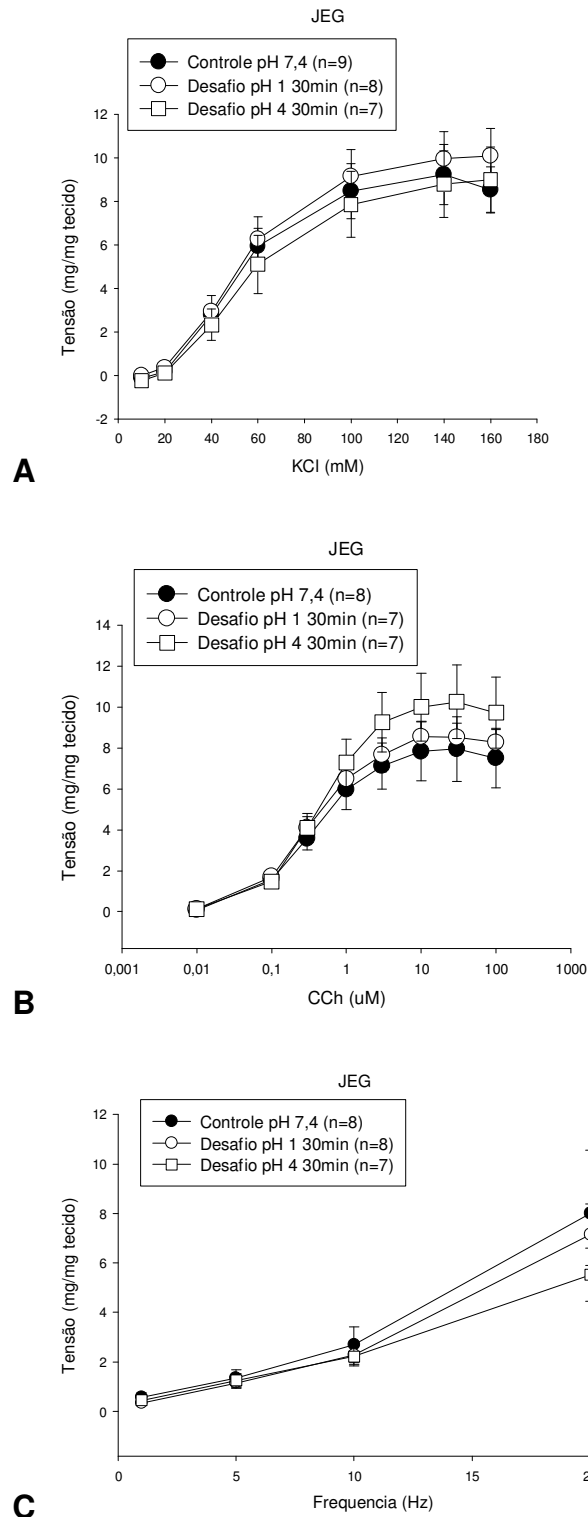 JEG
Controle pH 7,4 (n=9)
Desafio pH 1 30min (n=8)
Desafio pH 4 30min (n=7)
Tensão (mg/mg tecido)
12
10
8
6
4
2
0
-2
0 20 40 60 80 100 120 140 160 180
KCl (mM)
A
JEG
Controle pH 7,4 (n=8)
Desafio pH 1 30min (n=7)
Desafio pH 4 30min (n=7)
Tensão (mg/mg tecido)
14
12
10
8
6
4
2
0
0,001 0,01 0,1 1 10 100 1000
CCh (uM)
B
JEG
Controle pH 7,4 (n=8)
Desafio pH 1 30min (n=8)
Desafio pH 4 30min (n=7)
Tensão (mg/mg tecido)
12
10
8
6
4
2
0
0 5 10 15
Frequencia (Hz)
C